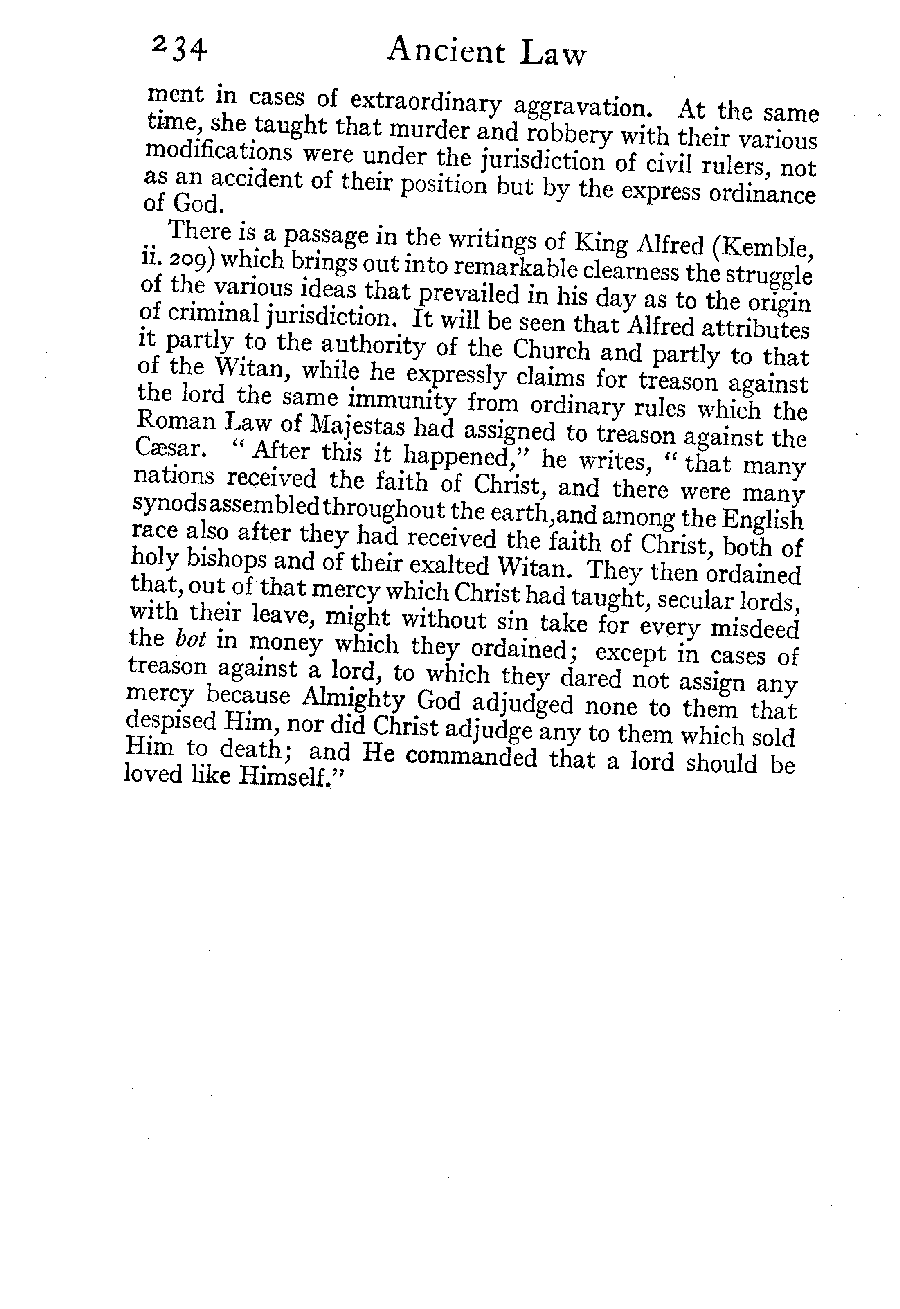 234 Ancient Law
ment in cases of extraordinary aggravation. At the same
time, she taught that murder and robbery with their various
modifications were under the jurisdiction of civil rulers, not
as an accident of their position but by the express ordinance
of God.
There is a passage in the writings of King Alfred (Kemble,
ii. 209) which brings out into remarkable clearness the struggle
of the various ideas that prevailed in his day as to the origin
of criminal jurisdiction. It will be seen that Alfred attributes
it partly to the authority of the Church and partly to that
of the Witan, while he expressly claims for treason against
the lord the same immunity from ordinary rules which the
Roman Law of Majestas had assigned to treason against the
Cæsar. “ After this it happened,” he writes, “ that many
nations received the faith of Christ, and there were many
synods assembled throughout the earth, and among the English
race also after they had received the faith of Christ, both of
holy bishops and of their exalted Witan. They then ordained
that, out of that mercy which Christ had taught, secular lords,
with their leave, might without sin take for every misdeed
the bot in money which they ordained; except in cases of
treason against a lord, to which they dared not assign any
mercy because Almighty God adjudged none to them that
despised Him, nor did Christ adjudge any to them which sold
Him to death; and He commanded that a lord should be
loved like Himself.”